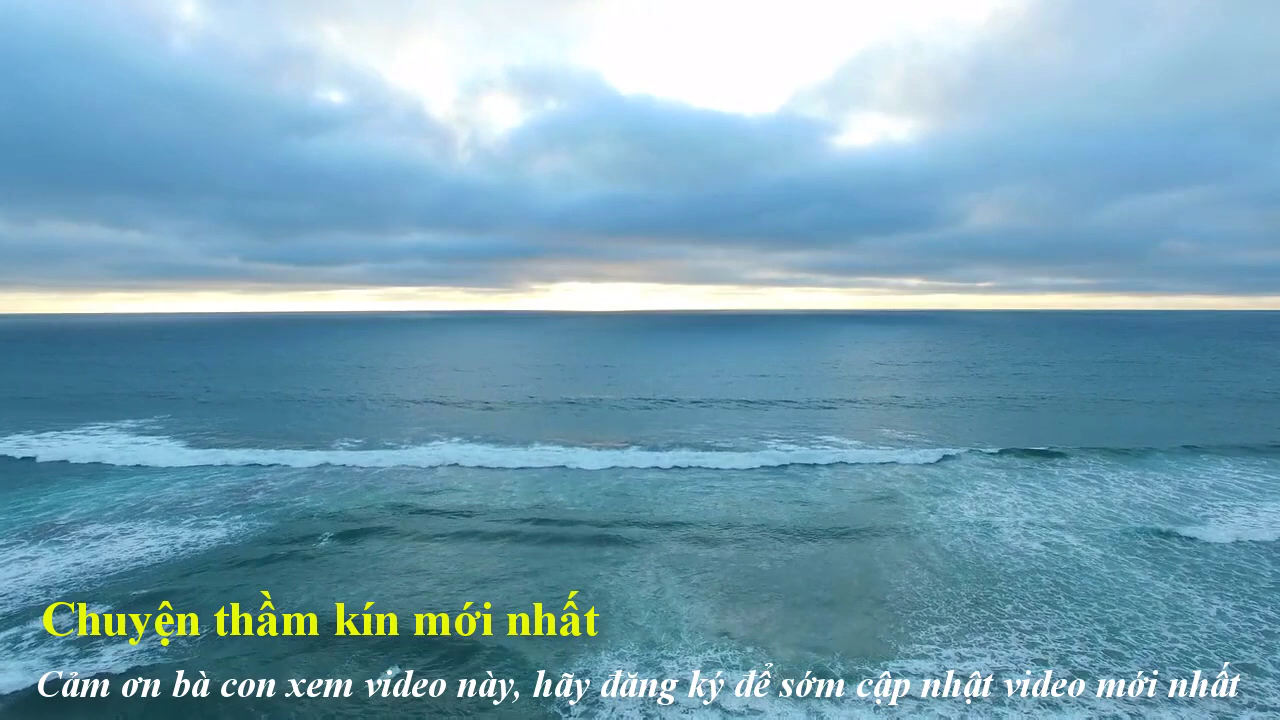 Chuyện thầm kín mới nhất
Cảm ơn bà con xem video này, hãy đăng ký để sớm cập nhật video mới nhất